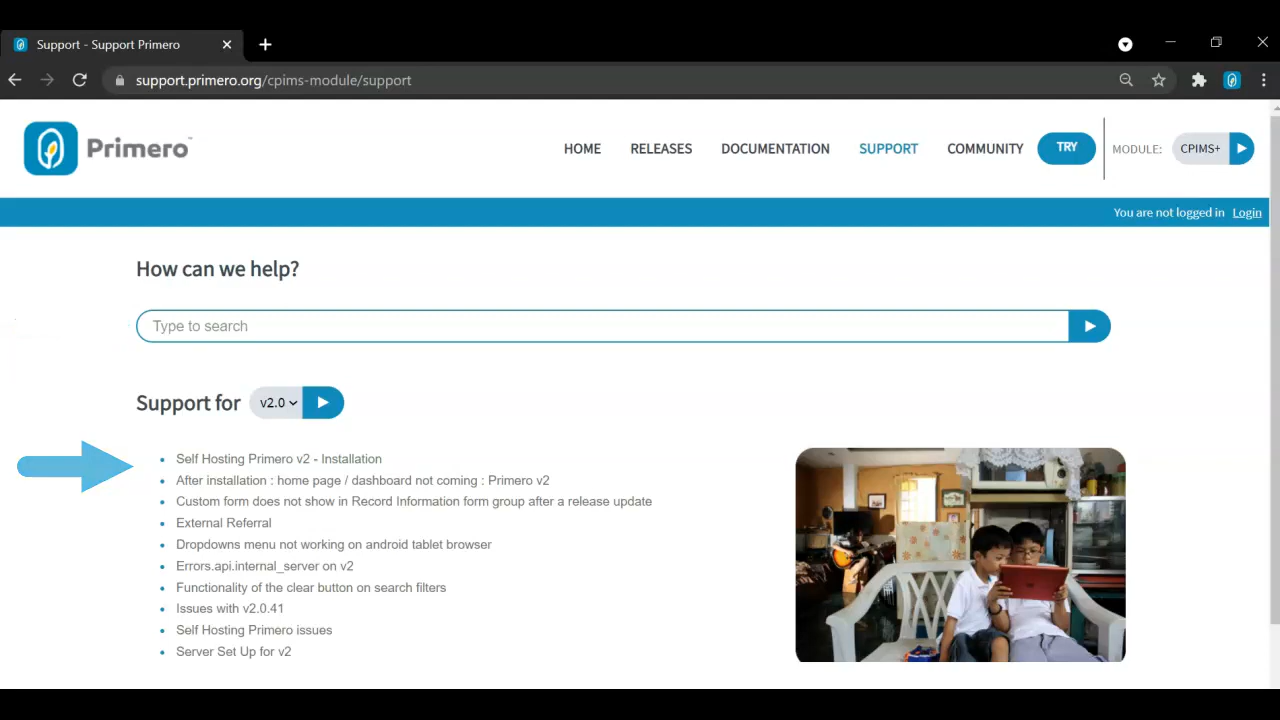 Support - Support Primero
support.primero.org/cpims-module/support
Primero™
HOME
RELEASES
DOCUMENTATION
SUPPORT
COMMUNITY
TRY
MODULE:
CPIMS+
You are not logged in Login
How can we help?
Type to search
Support for v2.0
Self Hosting Primero v2 - Installation
After installation : home page / dashboard not coming : Primero v2
Custom form does not show in Record Information form group after a release update
External Referral
Dropdowns menu not working on android tablet browser
Errors.api.internal_server on v2
Functionality of the clear button on search filters
Issues with v2.0.41
Self Hosting Primero issues
Server Set Up for v2